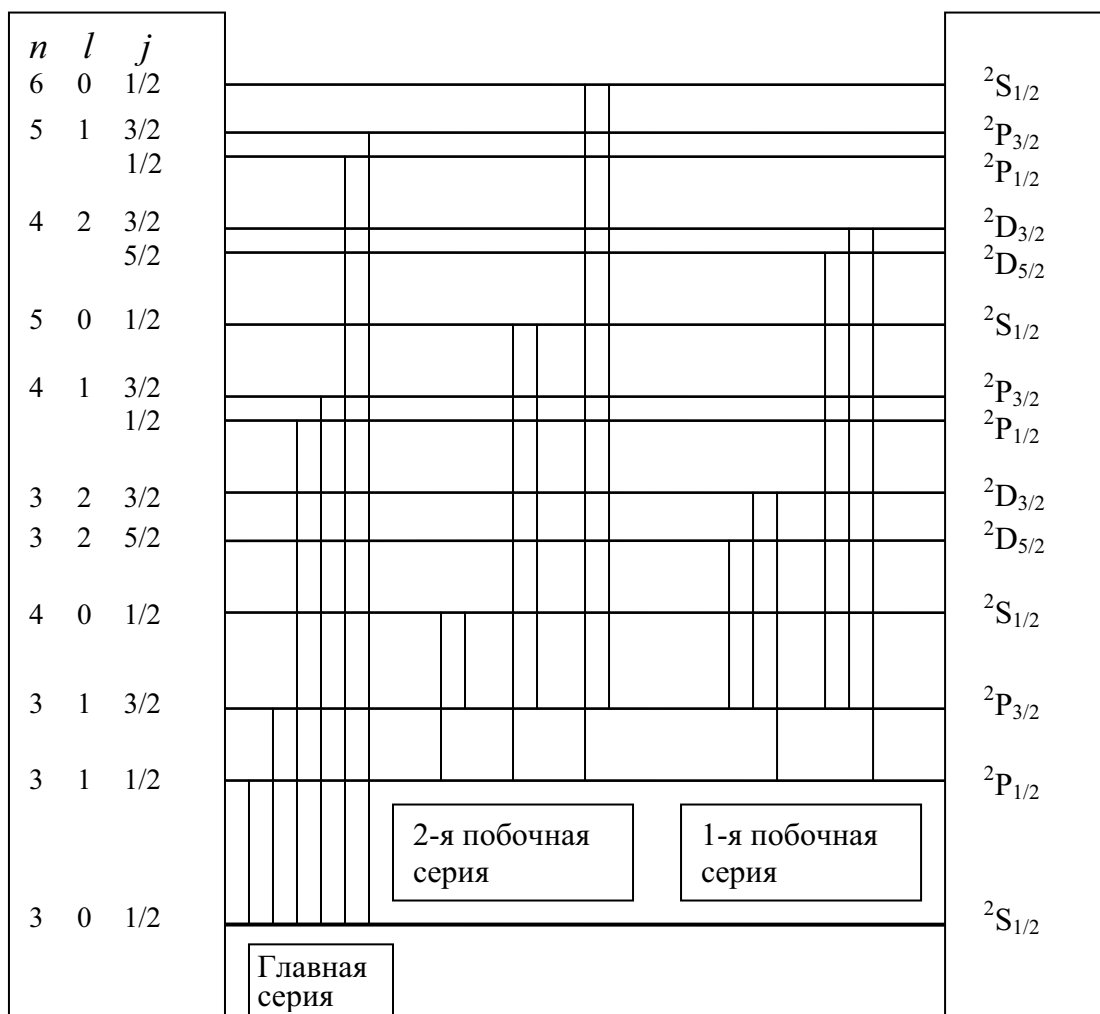 n l j
6 0 1/2 ²S₁/₂
5 1 3/2 ²P₃/₂
1/2 ²P₁/₂
4 2 3/2 ²D₃/₂
5/2 ²D₅/₂
5 0 1/2 ²S₁/₂
4 1 3/2 ²P₃/₂
1/2 ²P₁/₂
3 2 3/2 ²D₃/₂
3 2 5/2 ²D₅/₂
4 0 1/2 ²S₁/₂
3 1 3/2 ²P₃/₂
3 1 1/2 ²P₁/₂
2-я побочная
серия
1-я побочная
серия
3 0 1/2 ²S₁/₂
Главная
серия